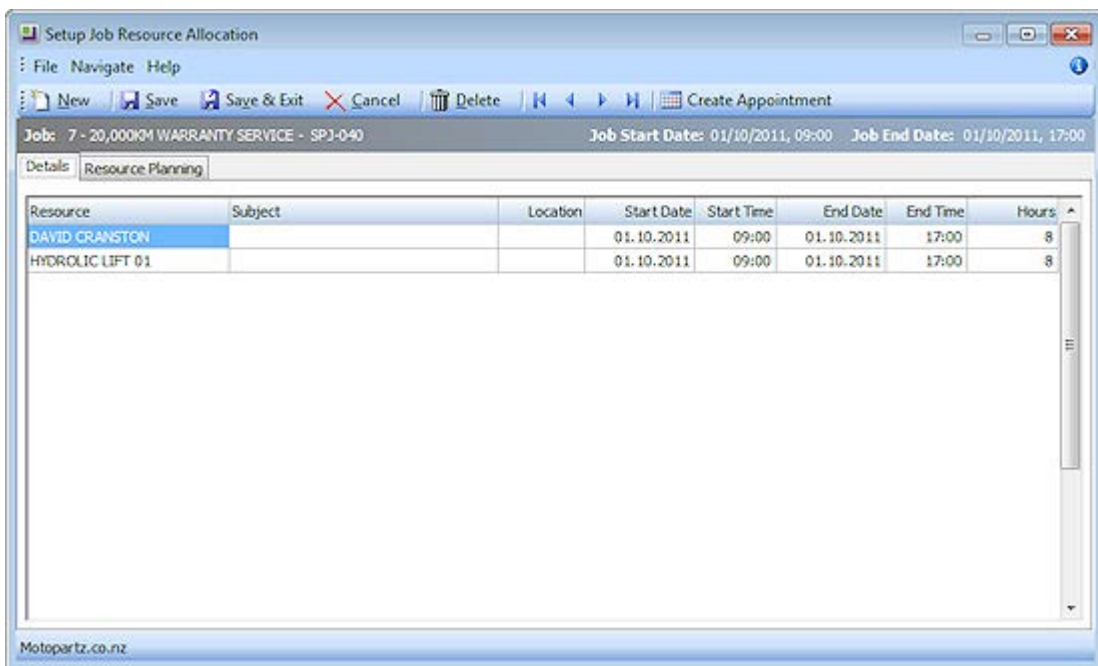 Setup Job Resource Allocation
File Navigate Help
New Save Save & Exit Cancel Delete Create Appointment
Job: 7 - 20,000KM WARRANTY SERVICE - SPJ-040 Job Start Date: 01/10/2011, 09:00 Job End Date: 01/10/2011, 17:00
Details Resource Planning
Resource Subject Location Start Date Start Time End Date End Time Hours
DAVID CRANSTON 01.10.2011 09:00 01.10.2011 17:00 8
HYDROLIC LIFT 01 01.10.2011 09:00 01.10.2011 17:00 8
Motopartz.co.nz